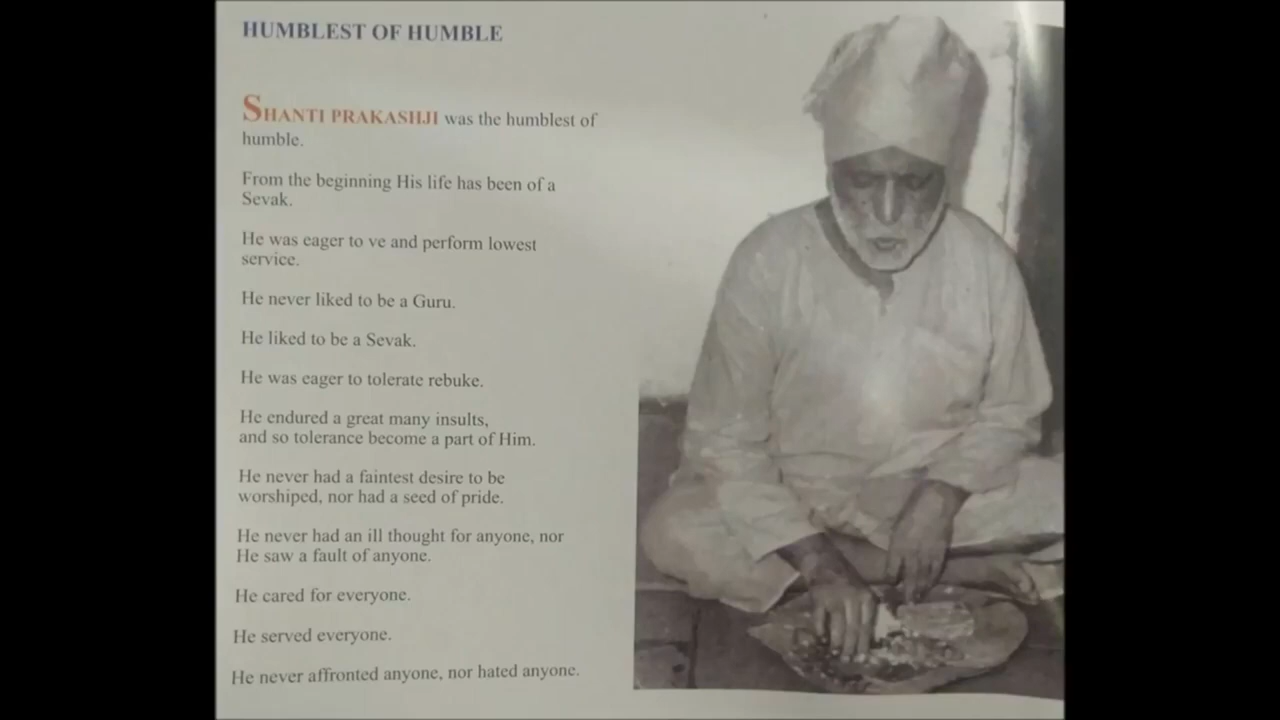 HUMBLEST OF HUMBLE
SHANTI PRAKASHJI was the humblest of
humble.
From the beginning His life has been of a
Sevak.
He was eager to ve and perform lowest
service.
He never liked to be a Guru.
He liked to be a Sevak.
He was eager to tolerate rebuke.
He endured a great many insults,
and so tolerance become a part of Him.
He never had a faintest desire to be
worshiped, nor had a seed of pride.
He never had an ill thought for anyone, nor
He saw a fault of anyone.
He cared for everyone.
He served everyone.
He never affronted anyone, nor hated anyone.